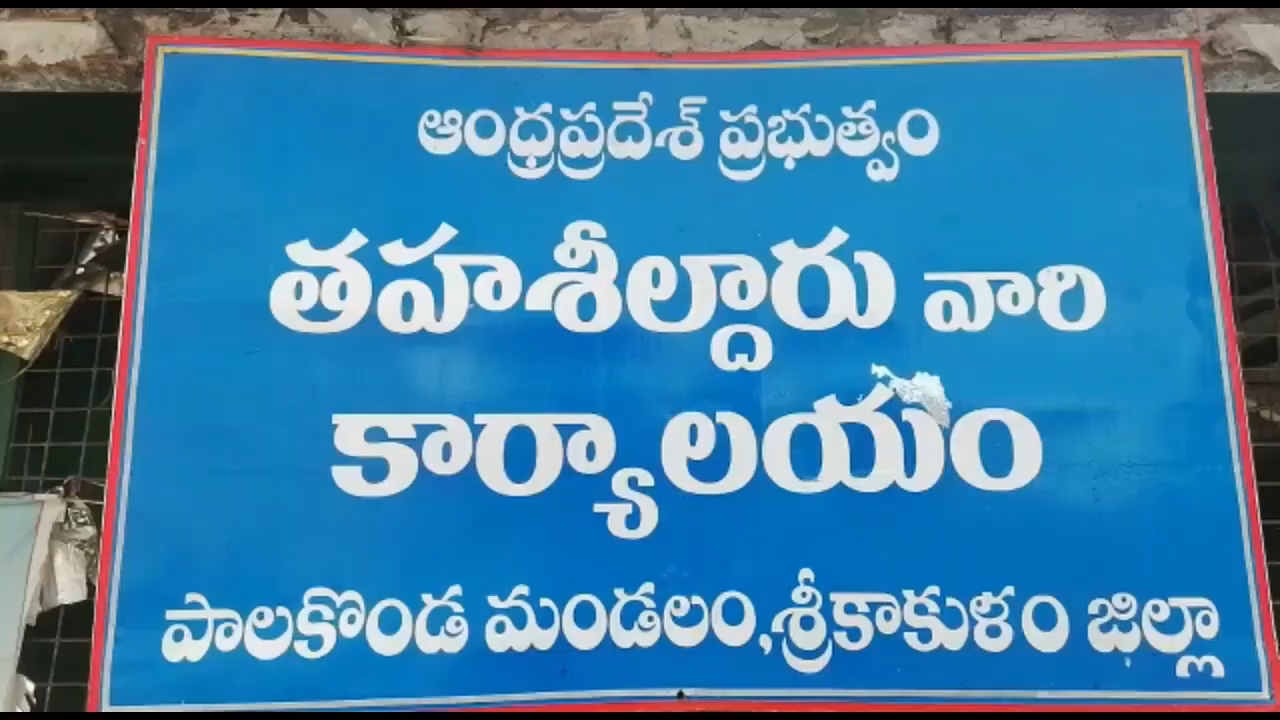 ఆంధ్రప్రదేశ్ ప్రభుత్వం
తహశీల్దారు వారి
కార్యాలయం
పాలకొండ మండలం,శ్రీకాకుళం జిల్లా